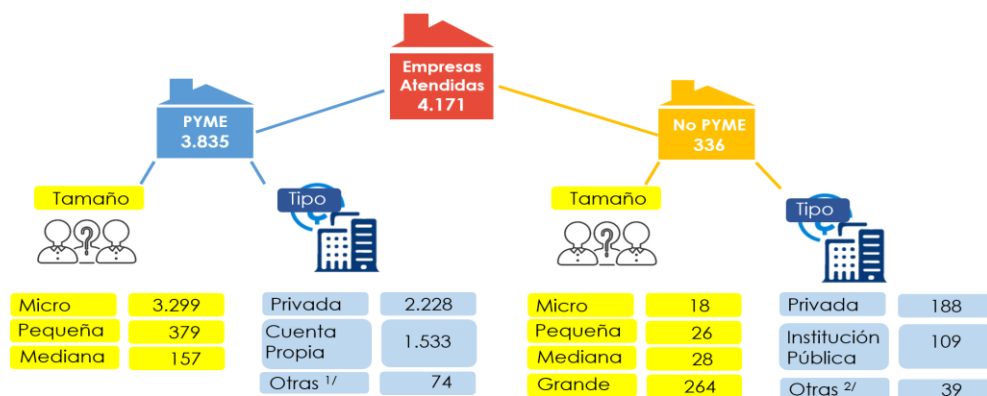 Empresas
Atendidas
4.171
PYME
3.835
No PYME
336
Tamaño
Tipo
Micro 3.299
Pequeña 379
Mediana 157
Privada 2.228
Cuenta
Propia 1.533
Otras 1/ 74
Tamaño
Tipo
Micro 18
Pequeña 26
Mediana 28
Grande 264
Privada 188
Institución
Pública 109
Otras 2/ 39